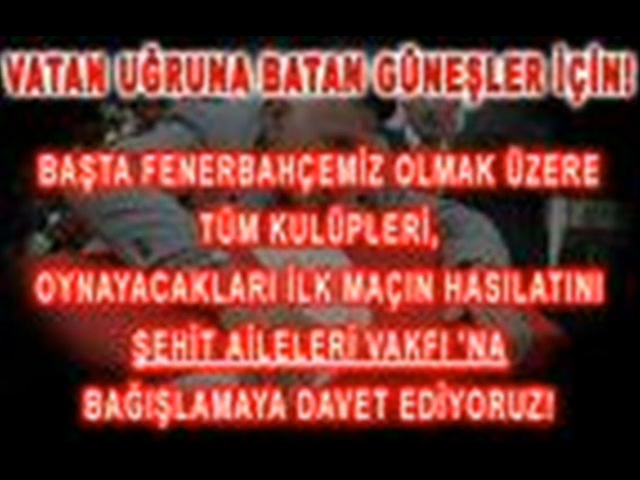 VATAN UĞRUNA BATAN GÜNEŞLER İÇİN!
BAŞTA FENERBAHÇEMİZ OLMAK ÜZERE
TÜM KULÜPLERİ,
OYNAYACAKLARI İLK MAÇIN HASILATINI
ŞEHİT AİLELERİ VAKFI 'NA
BAĞIŞLAMAYA DAVET EDİYORUZ!